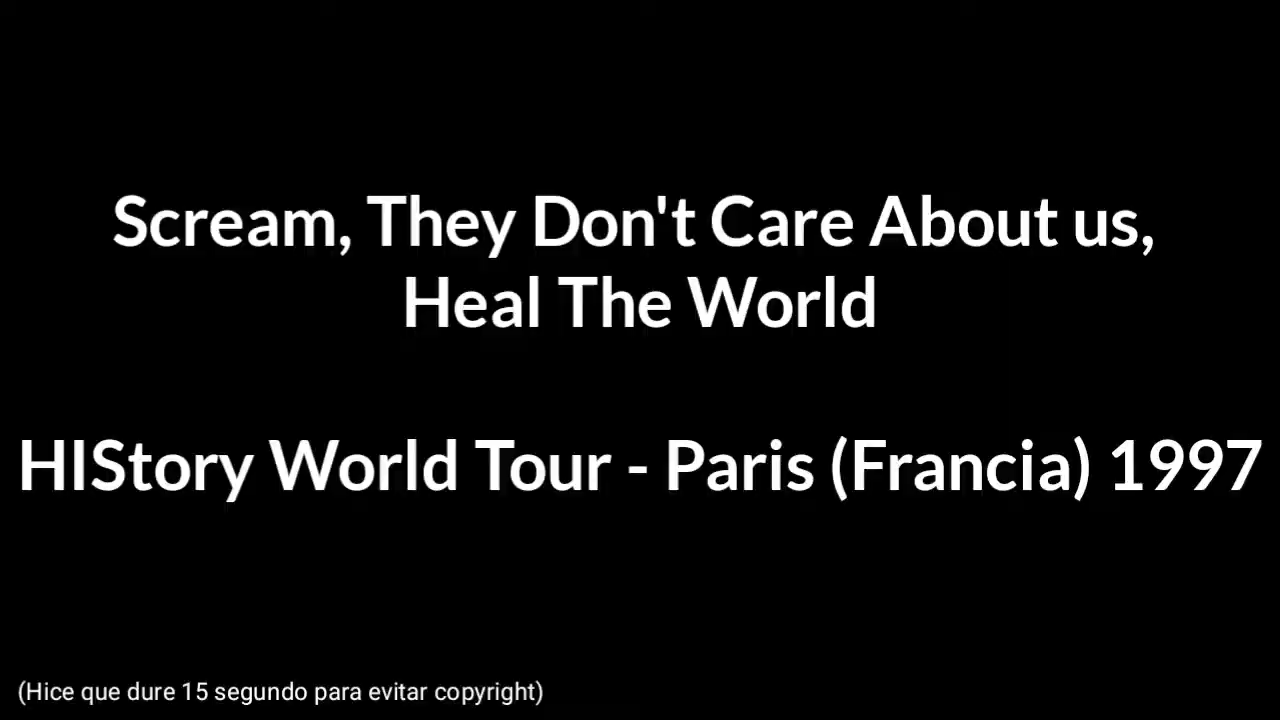 Scream, They Don't Care About us,
Heal The World
HIStory World Tour - Paris (Francia) 1997
(Hice que dure 15 segundo para evitar copyright)